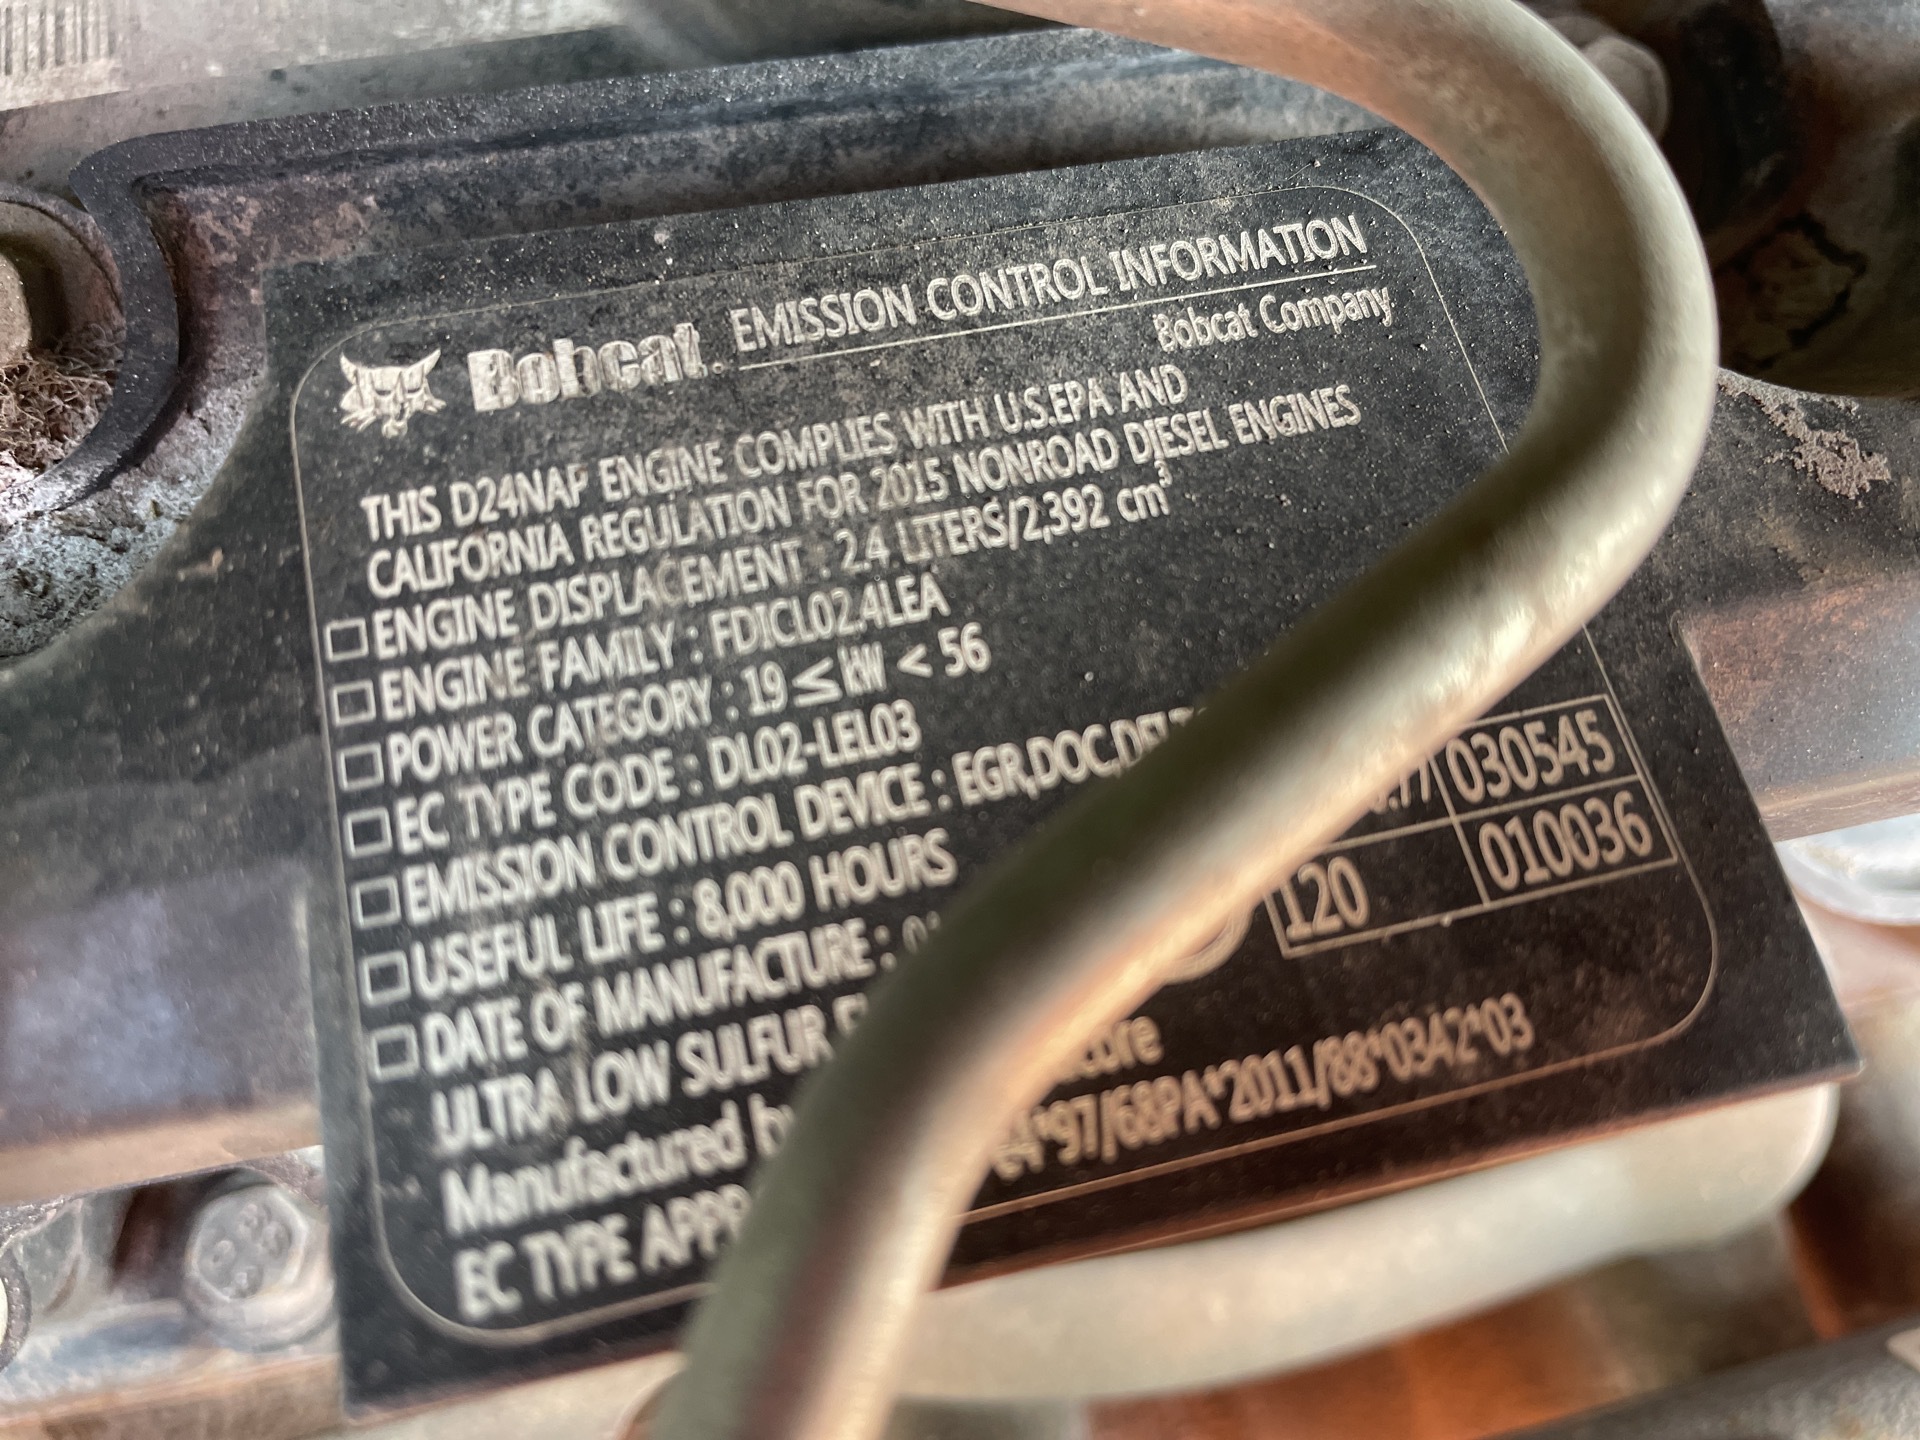 Bobcat EMISSION CONTROL INFORMATION
Bobcat Company
THIS D24NAP ENGINE COMPLIES WITH U.S.EPA AND
CALIFORNIA REGULATION FOR 2015 NONROAD DIESEL ENGINES
ENGINE DISPLACEMENT : 2.4 LITERS/2,392 cm³
ENGINE FAMILY : FDICL02.4LEA
POWER CATEGORY : 19 ≤ kW < 56
EC TYPE CODE : DL02-LEL03
EMISSION CONTROL DEVICE : EGR,DOC,
USEFUL LIFE : 8,000 HOURS
DATE OF MANUFACTURE :
ULTRA LOW SULFUR
Manufactured
EC TYPE
e4*97/68PA*2011/88*0342*03
030545
120 010036